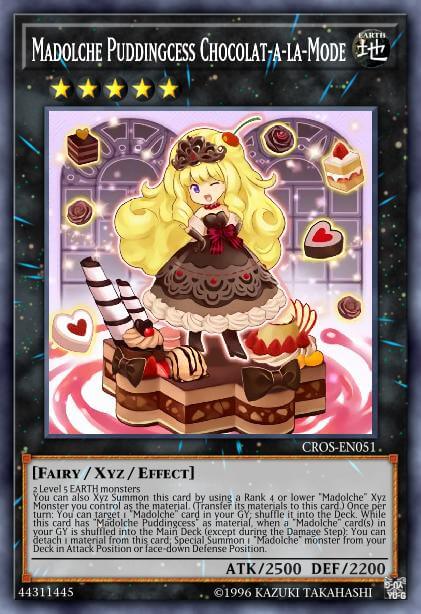 Madolche Puddingcess Chocolat-a-la-Mode
EARTH
地
CROS-EN051
[Fairy / Xyz / Effect]
2 Level 5 EARTH monsters
You can also Xyz Summon this card by using a Rank 4 or lower "Madolche" Xyz
Monster you control as the material. (Transfer its materials to this card.) Once per
turn: You can target 1 "Madolche" card in your GY; shuffle it into the Deck. While
this card has "Madolche Puddingcess" as material, when a "Madolche" card(s) in
your GY is shuffled into the Main Deck (except during the Damage Step): You can
detach 1 material from this card; Special Summon 1 "Madolche" monster from your
Deck in Attack Position or face-down Defense Position.
ATK/2500 DEF/2200
44311445
©1996 KAZUKI TAKAHASHI